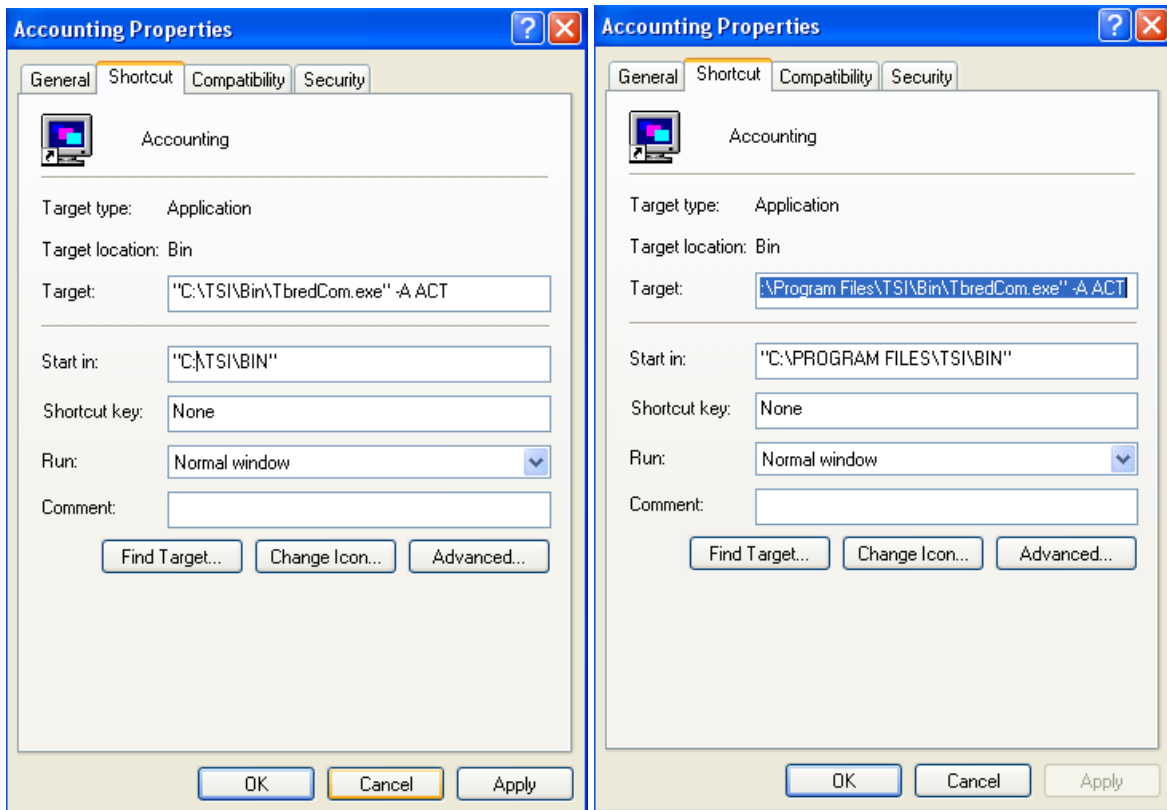 Accounting Properties
General Shortcut Compatibility Security
Accounting
Target type: Application
Target location: Bin
Target: "C:\TSI\Bin\TbredCom.exe" -A ACT
Start in: "C:\TSI\BIN"
Shortcut key: None
Run: Normal window
Comment:
Find Target... Change Icon... Advanced...
OK Cancel Apply
Accounting Properties
General Shortcut Compatibility Security
Accounting
Target type: Application
Target location: Bin
Target: :\Program Files\TSI\Bin\TbredCom.exe" -A ACT
Start in: "C:\PROGRAM FILES\TSI\BIN"
Shortcut key: None
Run: Normal window
Comment:
Find Target... Change Icon... Advanced...
OK Cancel Apply